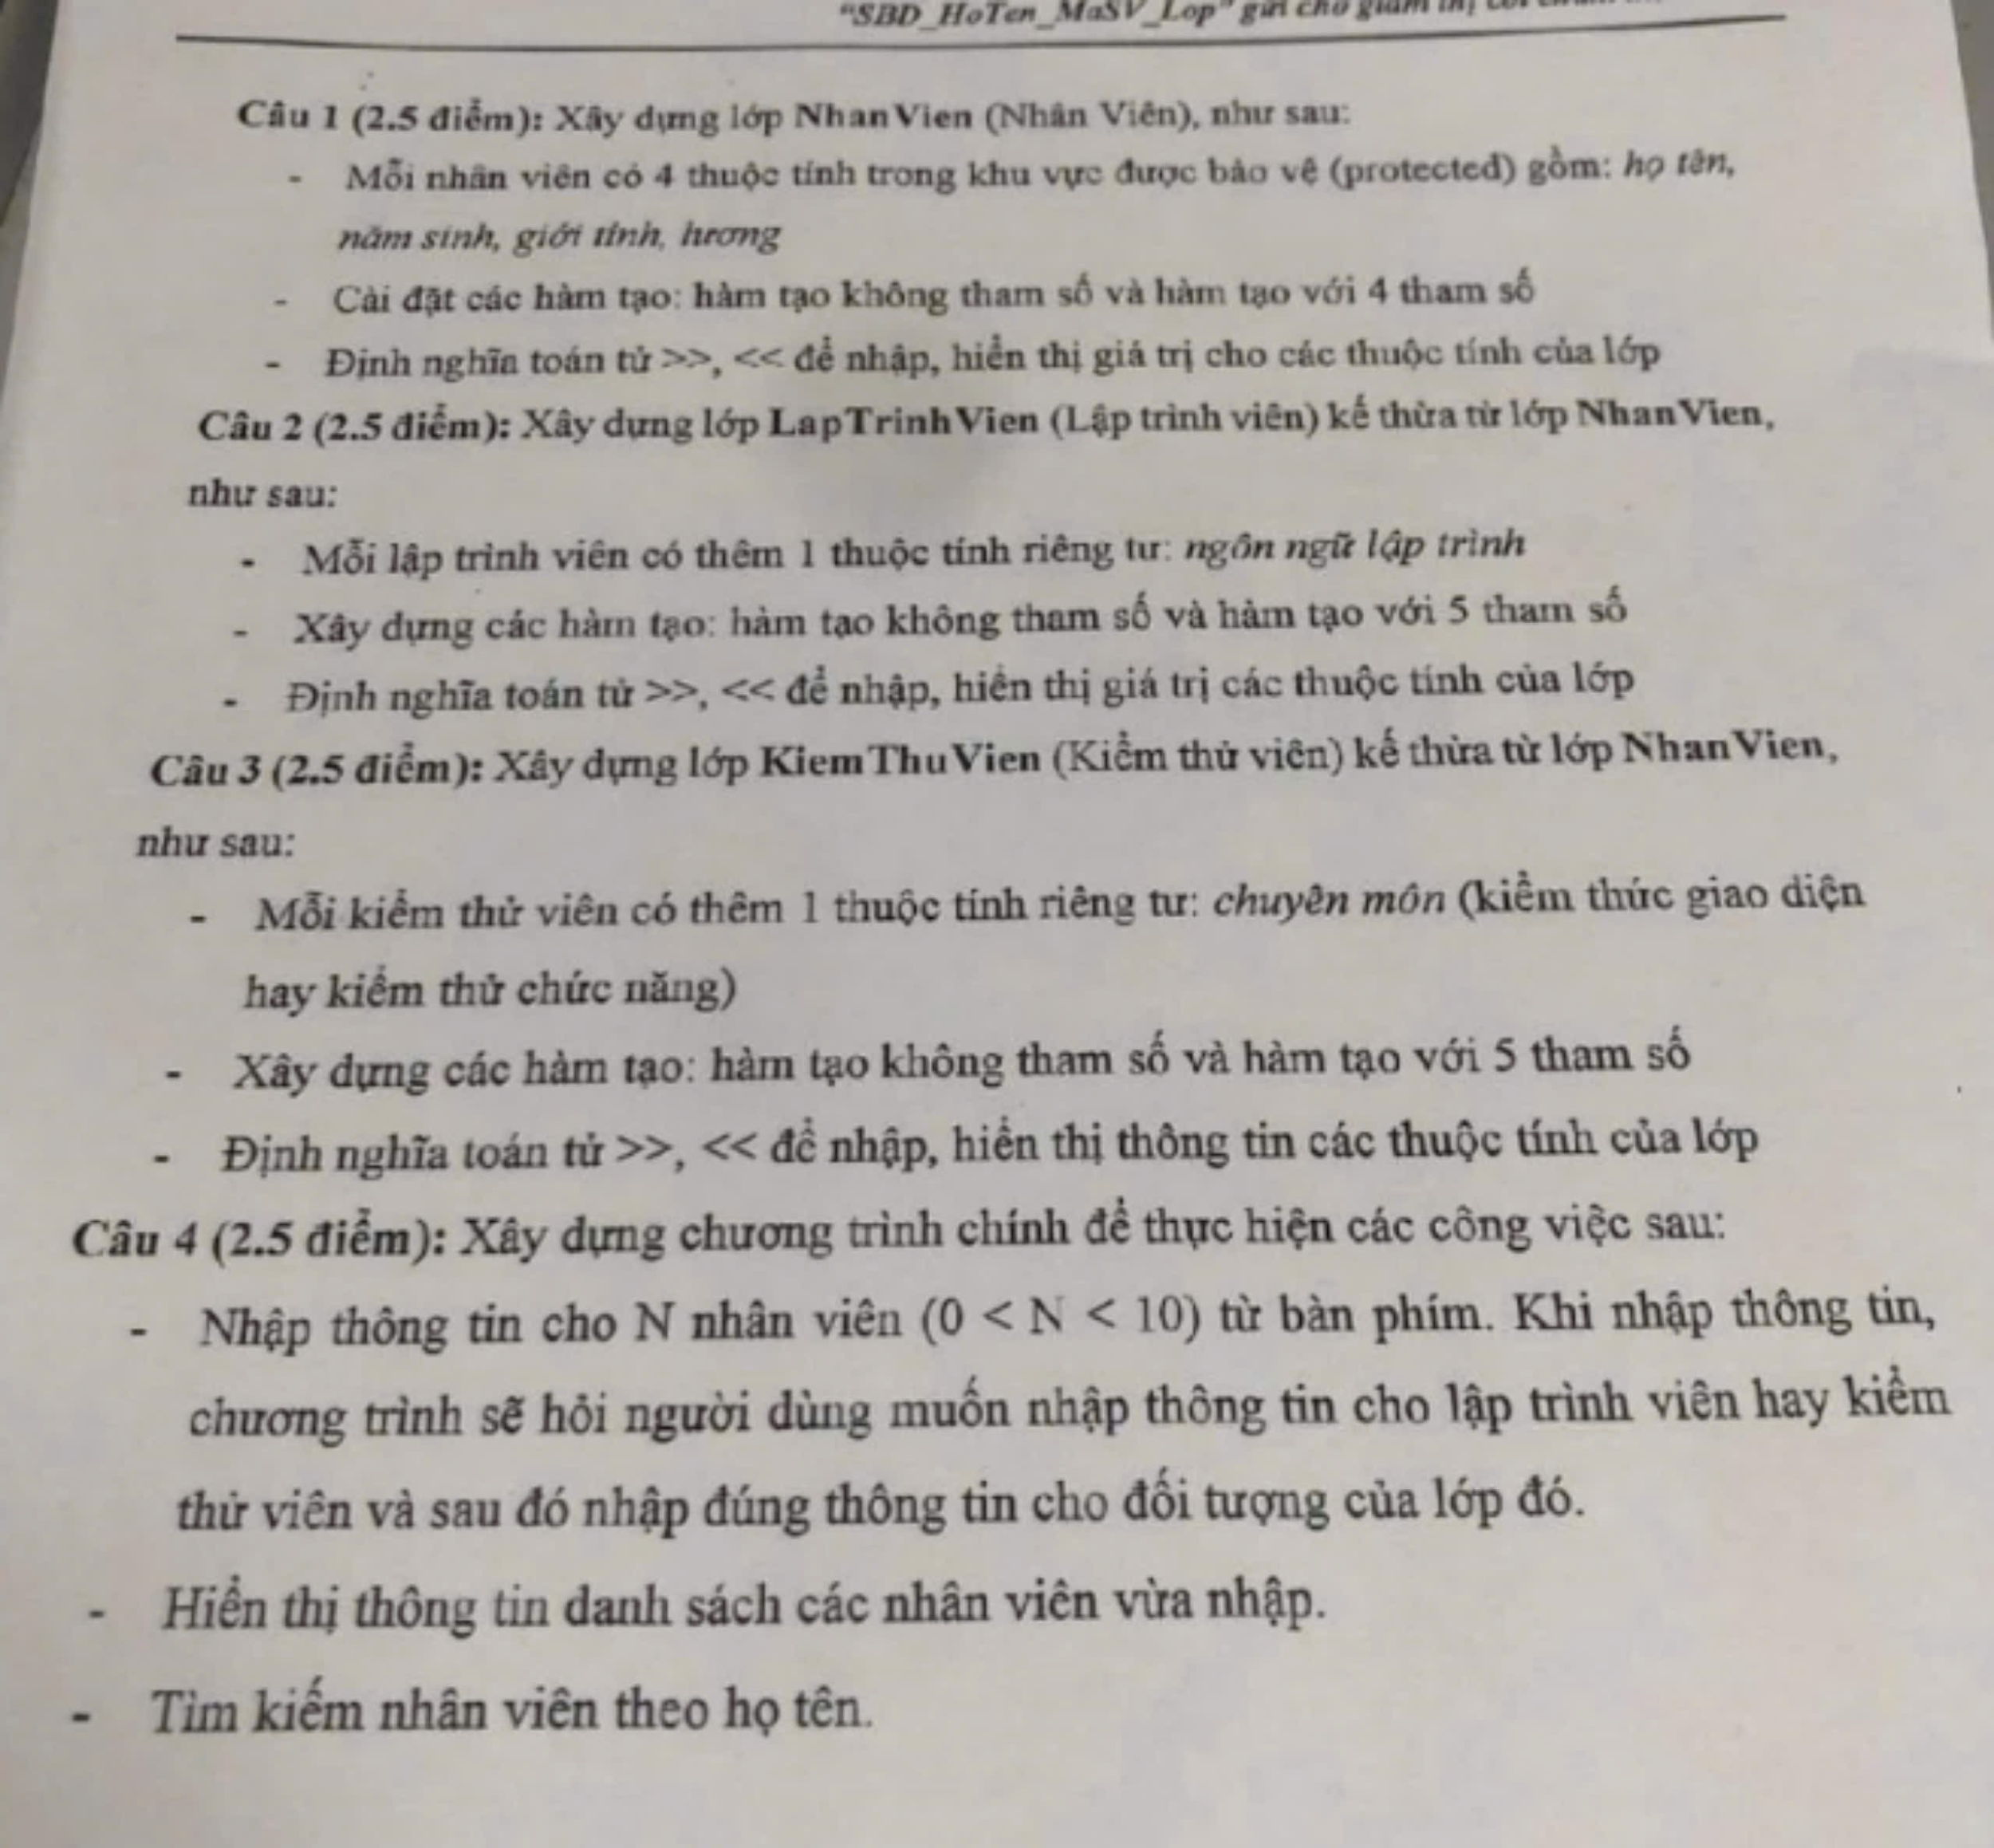 "SBD_HoTen_MaSV_Lop" gửi cho giám thị
Câu 1 (2.5 điểm): Xây dựng lớp NhanVien (Nhân Viên), như sau:
- Mỗi nhân viên có 4 thuộc tính trong khu vực được bảo vệ (protected) gồm: họ tên,
năm sinh, giới tính, lương
- Cài đặt các hàm tạo: hàm tạo không tham số và hàm tạo với 4 tham số
- Định nghĩa toán tử >>, << để nhập, hiển thị giá trị cho các thuộc tính của lớp
Câu 2 (2.5 điểm): Xây dựng lớp LapTrinhVien (Lập trình viên) kế thừa từ lớp NhanVien,
như sau:
- Mỗi lập trình viên có thêm 1 thuộc tính riêng tư: ngôn ngữ lập trình
- Xây dựng các hàm tạo: hàm tạo không tham số và hàm tạo với 5 tham số
- Định nghĩa toán tử >>, << để nhập, hiển thị giá trị các thuộc tính của lớp
Câu 3 (2.5 điểm): Xây dựng lớp KiemThuVien (Kiểm thử viên) kế thừa từ lớp NhanVien,
như sau:
- Mỗi kiểm thử viên có thêm 1 thuộc tính riêng tư: chuyên môn (kiểm thức giao diện
hay kiểm thử chức năng)
- Xây dựng các hàm tạo: hàm tạo không tham số và hàm tạo với 5 tham số
- Định nghĩa toán tử >>, << để nhập, hiển thị thông tin các thuộc tính của lớp
Câu 4 (2.5 điểm): Xây dựng chương trình chính để thực hiện các công việc sau:
- Nhập thông tin cho N nhân viên (0 < N < 10) từ bàn phím. Khi nhập thông tin,
chương trình sẽ hỏi người dùng muốn nhập thông tin cho lập trình viên hay kiểm
thử viên và sau đó nhập đúng thông tin cho đối tượng của lớp đó.
- Hiển thị thông tin danh sách các nhân viên vừa nhập.
- Tìm kiếm nhân viên theo họ tên.